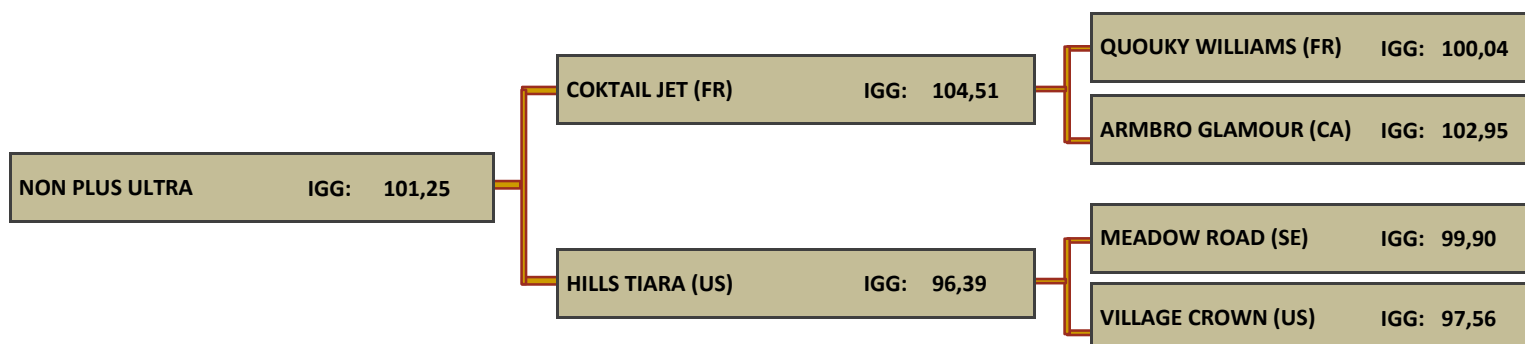 QUOUKY WILLIAMS (FR) IGG: 100,04
COKTAIL JET (FR) IGG: 104,51
ARMBRO GLAMOUR (CA) IGG: 102,95
NON PLUS ULTRA IGG: 101,25
MEADOW ROAD (SE) IGG: 99,90
HILLS TIARA (US) IGG: 96,39
VILLAGE CROWN (US) IGG: 97,56